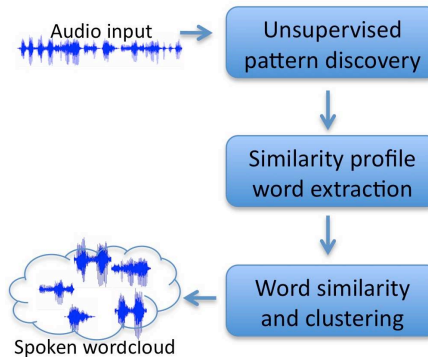 Audio input
Unsupervised
pattern discovery
Similarity profile
word extraction
Word similarity
and clustering
Spoken wordcloud